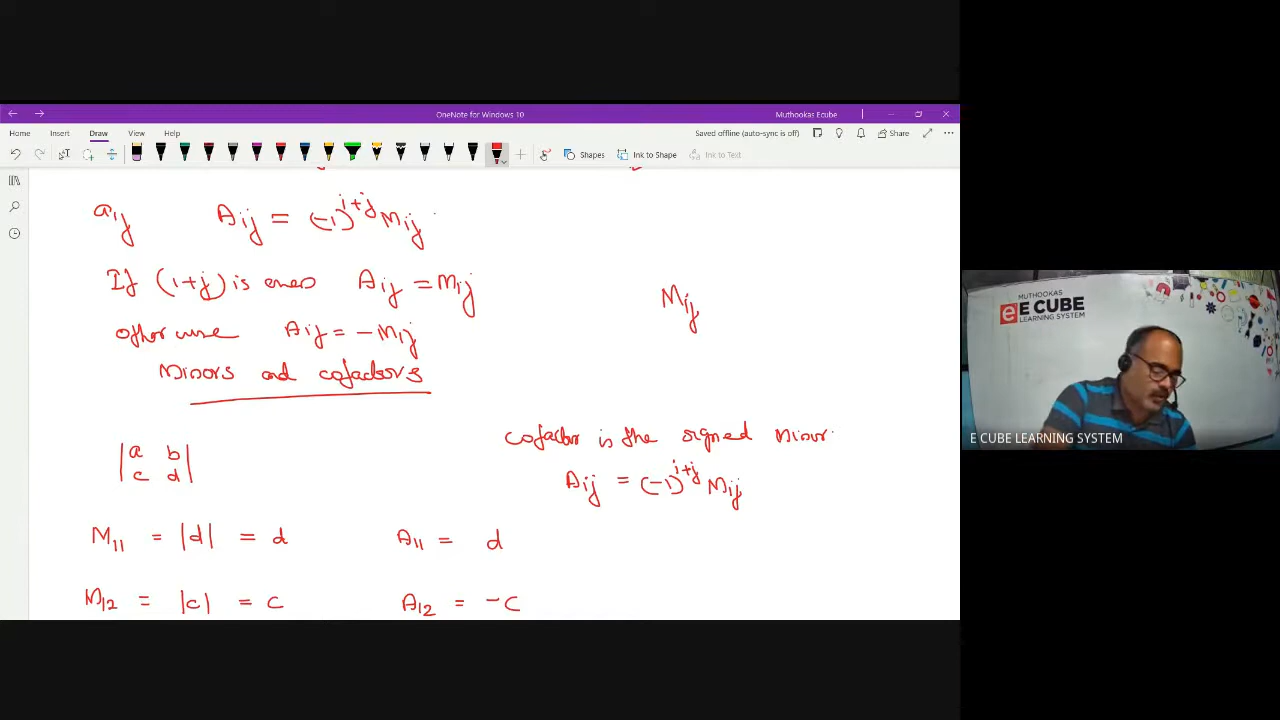 OneNote for Windows 10
Muthookas Ecube
Home Insert Draw View Help
Saved offline (auto-sync is off)
Share
Shapes
Ink to Shape
Ink to Text
aij Aij = (-1)^i+j Mij
If (i+j) is even Aij = Mij
Mij
otherwise Aij = -Mij
Minors and cofactors
cofactor is the signed minor.
|a b|
|c d|
Aij = (-1)^i+j Mij
M11 = |d| = d A11 = d
M12 = |c| = c A12 = -c
MUTHOOKAS
e E CUBE
LEARNING SYSTEM
E CUBE LEARNING SYSTEM